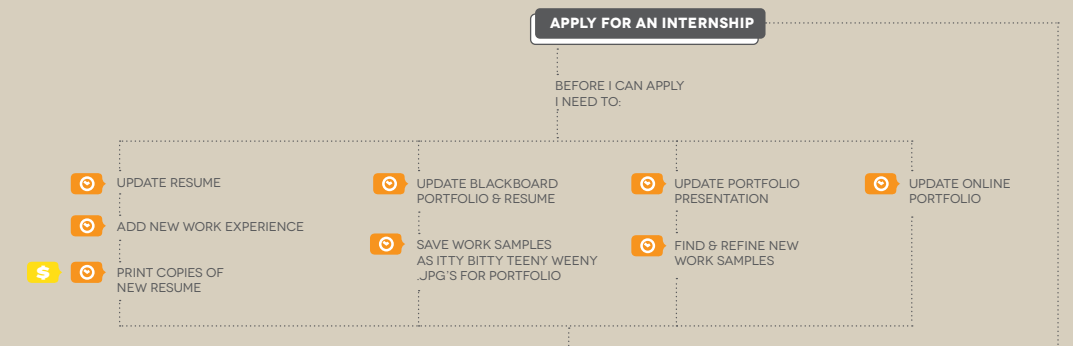 APPLY FOR AN INTERNSHIP
BEFORE I CAN APPLY
I NEED TO:
UPDATE RESUME
ADD NEW WORK EXPERIENCE
$
PRINT COPIES OF
NEW RESUME
UPDATE BLACKBOARD
PORTFOLIO & RESUME
SAVE WORK SAMPLES
AS ITTY BITTY TEENY WEENY
.JPG'S FOR PORTFOLIO
UPDATE PORTFOLIO
PRESENTATION
FIND & REFINE NEW
WORK SAMPLES
UPDATE ONLINE
PORTFOLIO